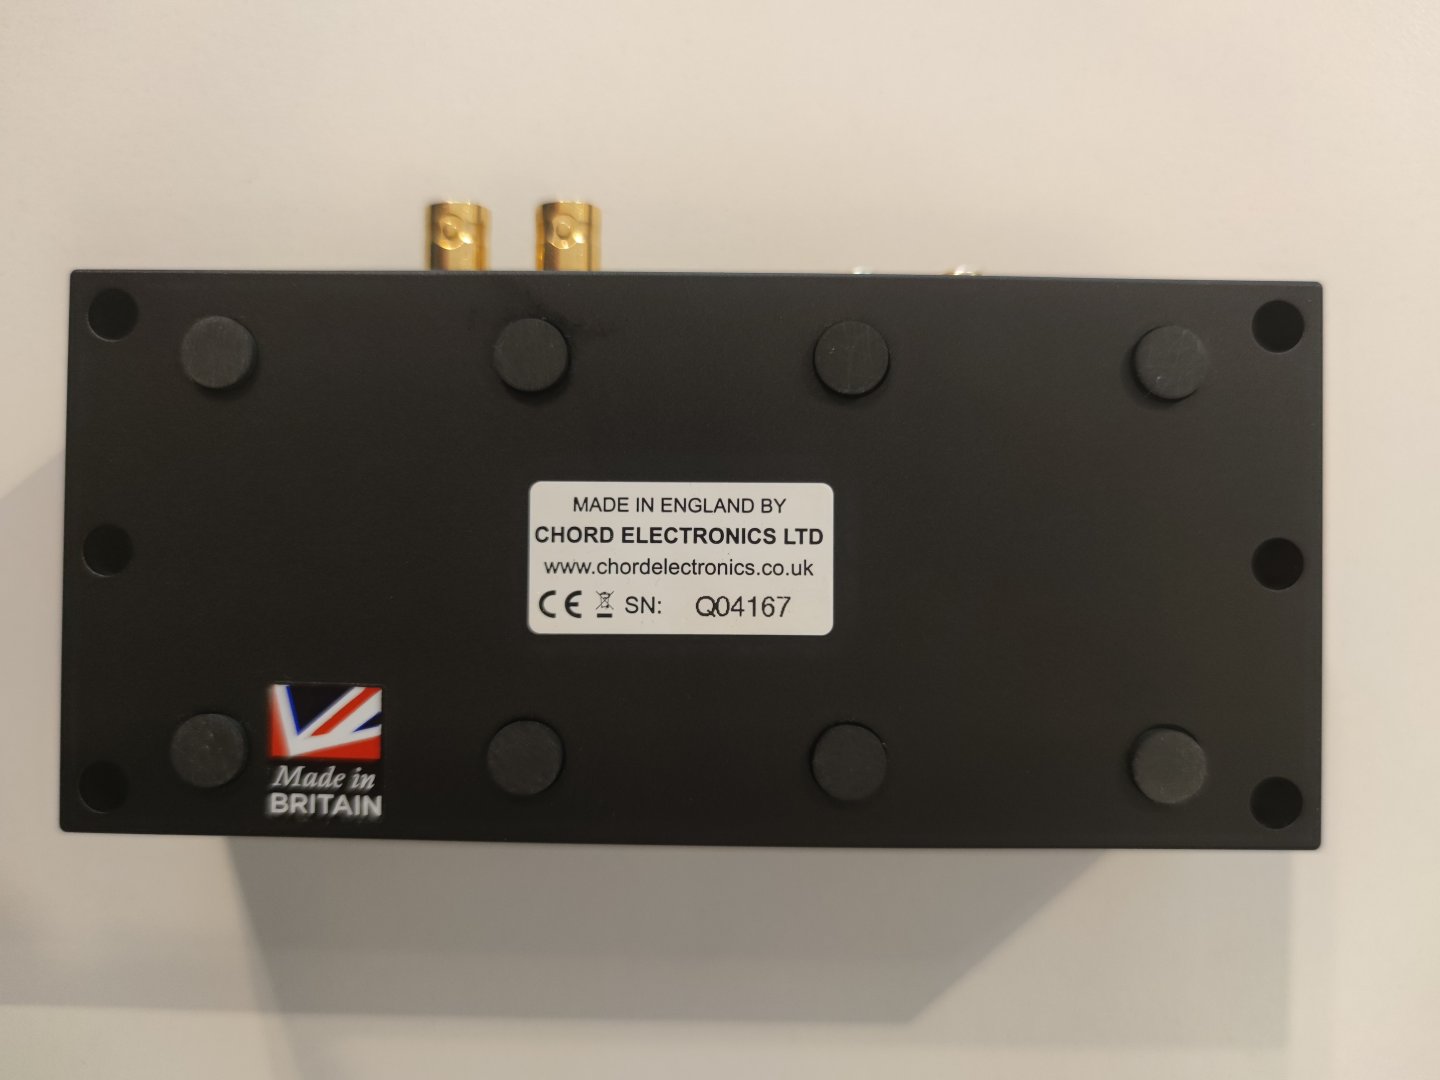 MADE IN ENGLAND BY
CHORD ELECTRONICS LTD
www.chordelectronics.co.uk
CE SN: Q04167
Made in
BRITAIN